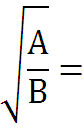 √(A/B) =